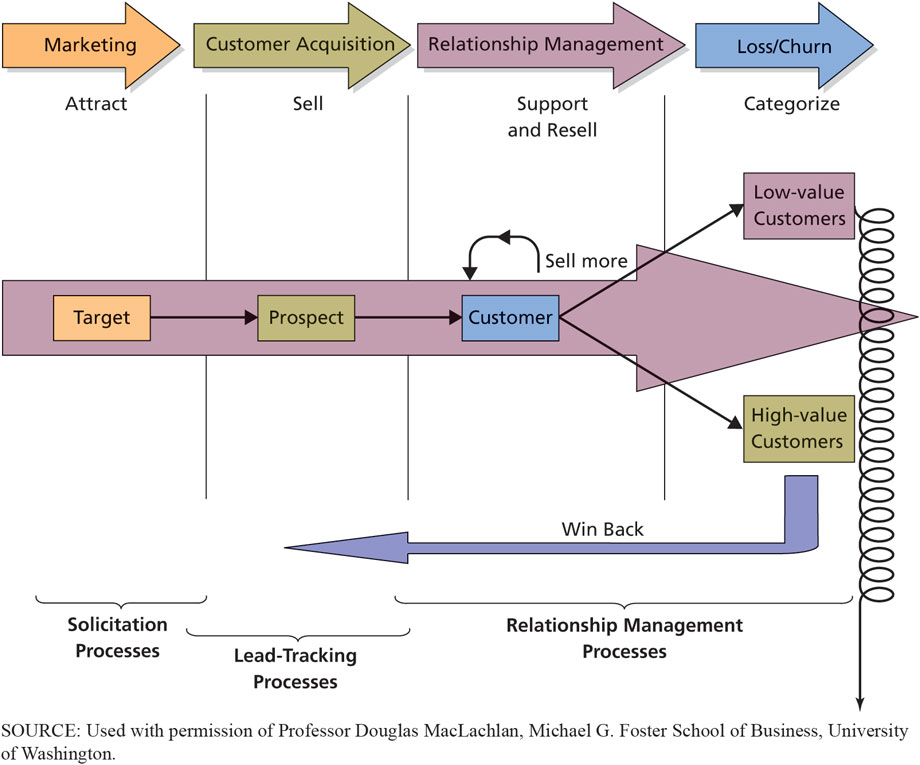 Marketing
Customer Acquisition
Relationship Management
Loss/Churn
Attract
Sell
Support
and Resell
Categorize
Low-value
Customers
Sell more
Target
Prospect
Customer
High-value
Customers
Win Back
Solicitation
Processes
Lead-Tracking
Processes
Relationship Management
Processes
SOURCE: Used with permission of Professor Douglas MacLachlan, Michael G. Foster School of Business, University
of Washington.